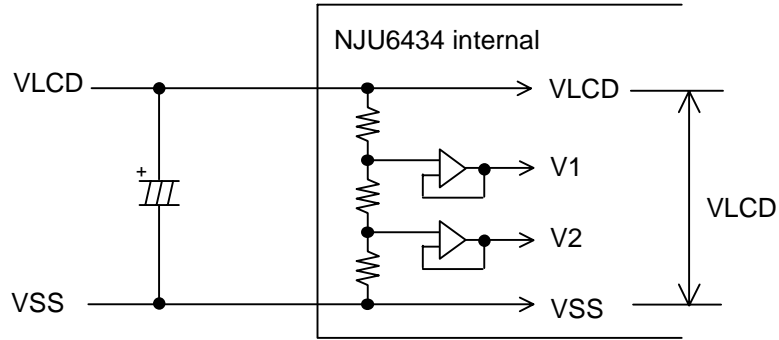 NJU6434 internal
VLCD
VLCD
+
V1
VLCD
V2
VSS
VSS